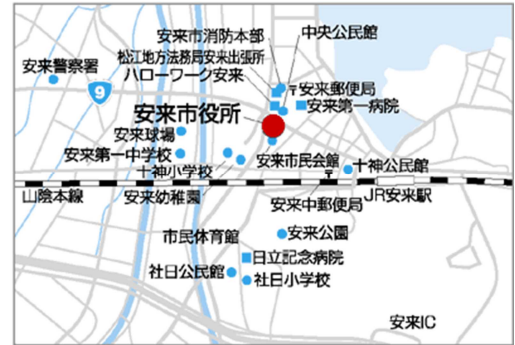 安来市消防本部
中央公民館
松江地方法務局安来出張所
安来警察署
ハローワーク安来
〒安来郵便局
9
安来第一病院
安来市役所
安来球場
安来第一中学校
安来市民会館
十神公民館
十神小学校
〒
山陰本線
安来幼稚園
JR安来駅
安来中郵便局
市民体育館
安来公園
日立記念病院
社日公民館
社日小学校
安来IC